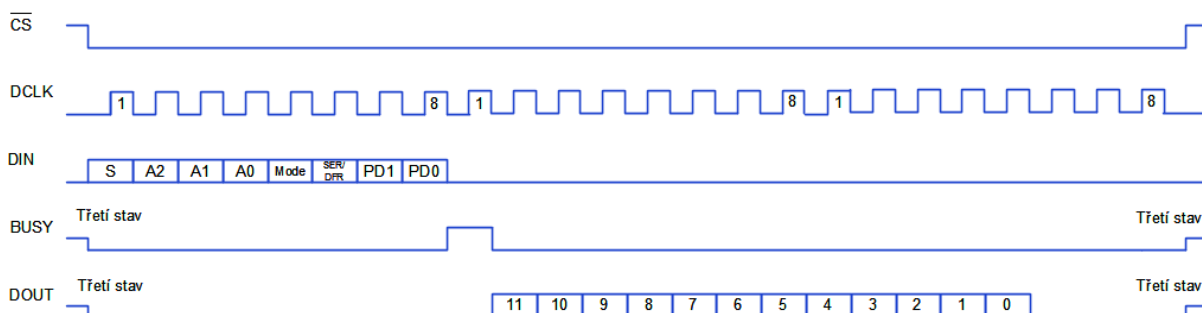 CS
DCLK 1 8 1 8 1 8
DIN S A2 A1 A0 Mode SER/ DFR PD1 PD0
Třetí stav Třetí stav
BUSY
Třetí stav Třetí stav
DOUT
11 10 9 8 7 6 5 4 3 2 1 0